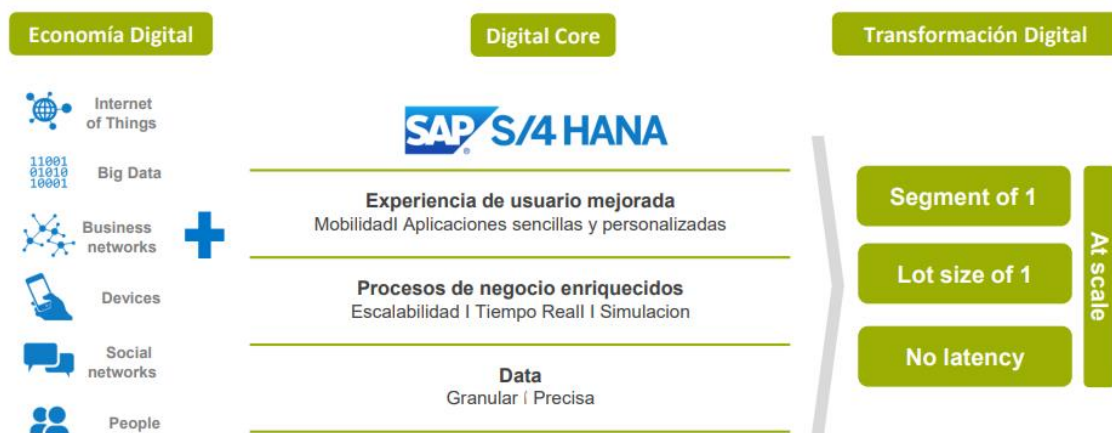 Economía Digital
Digital Core
Transformación Digital
Internet
of Things
11001
01010
10001
Big Data
Business
networks
Devices
Social
networks
People
SAP S/4 HANA
Experiencia de usuario mejorada
Mobilidadl Aplicaciones sencillas y personalizadas
Procesos de negocio enriquecidos
Escalabilidad I Tiempo Reall I Simulacion
Data
Granular í Precisa
Segment of 1
Lot size of 1
No latency
At scale